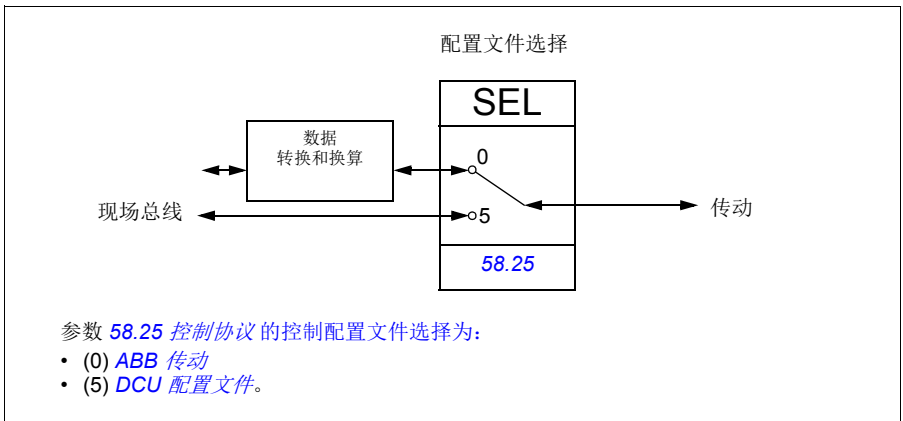 配置文件选择
SEL
数据
转换和换算
0
现场总线
5
传动
58.25
参数 58.25 控制协议 的控制配置文件选择为：
• (0) ABB 传动
• (5) DCU 配置文件。